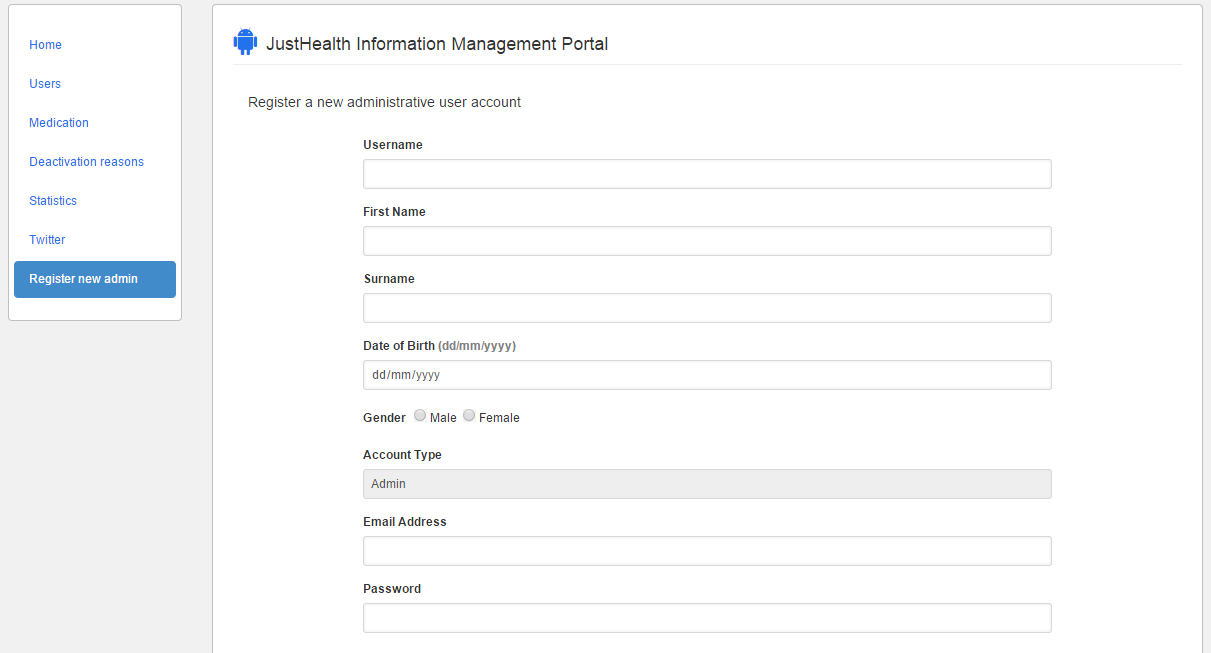 Home
Users
Medication
Deactivation reasons
Statistics
Twitter
Register new admin
JustHealth Information Management Portal
Register a new administrative user account
Username
First Name
Surname
Date of Birth (dd/mm/yyyy)
dd/mm/yyyy
Gender Male Female
Account Type
Admin
Email Address
Password